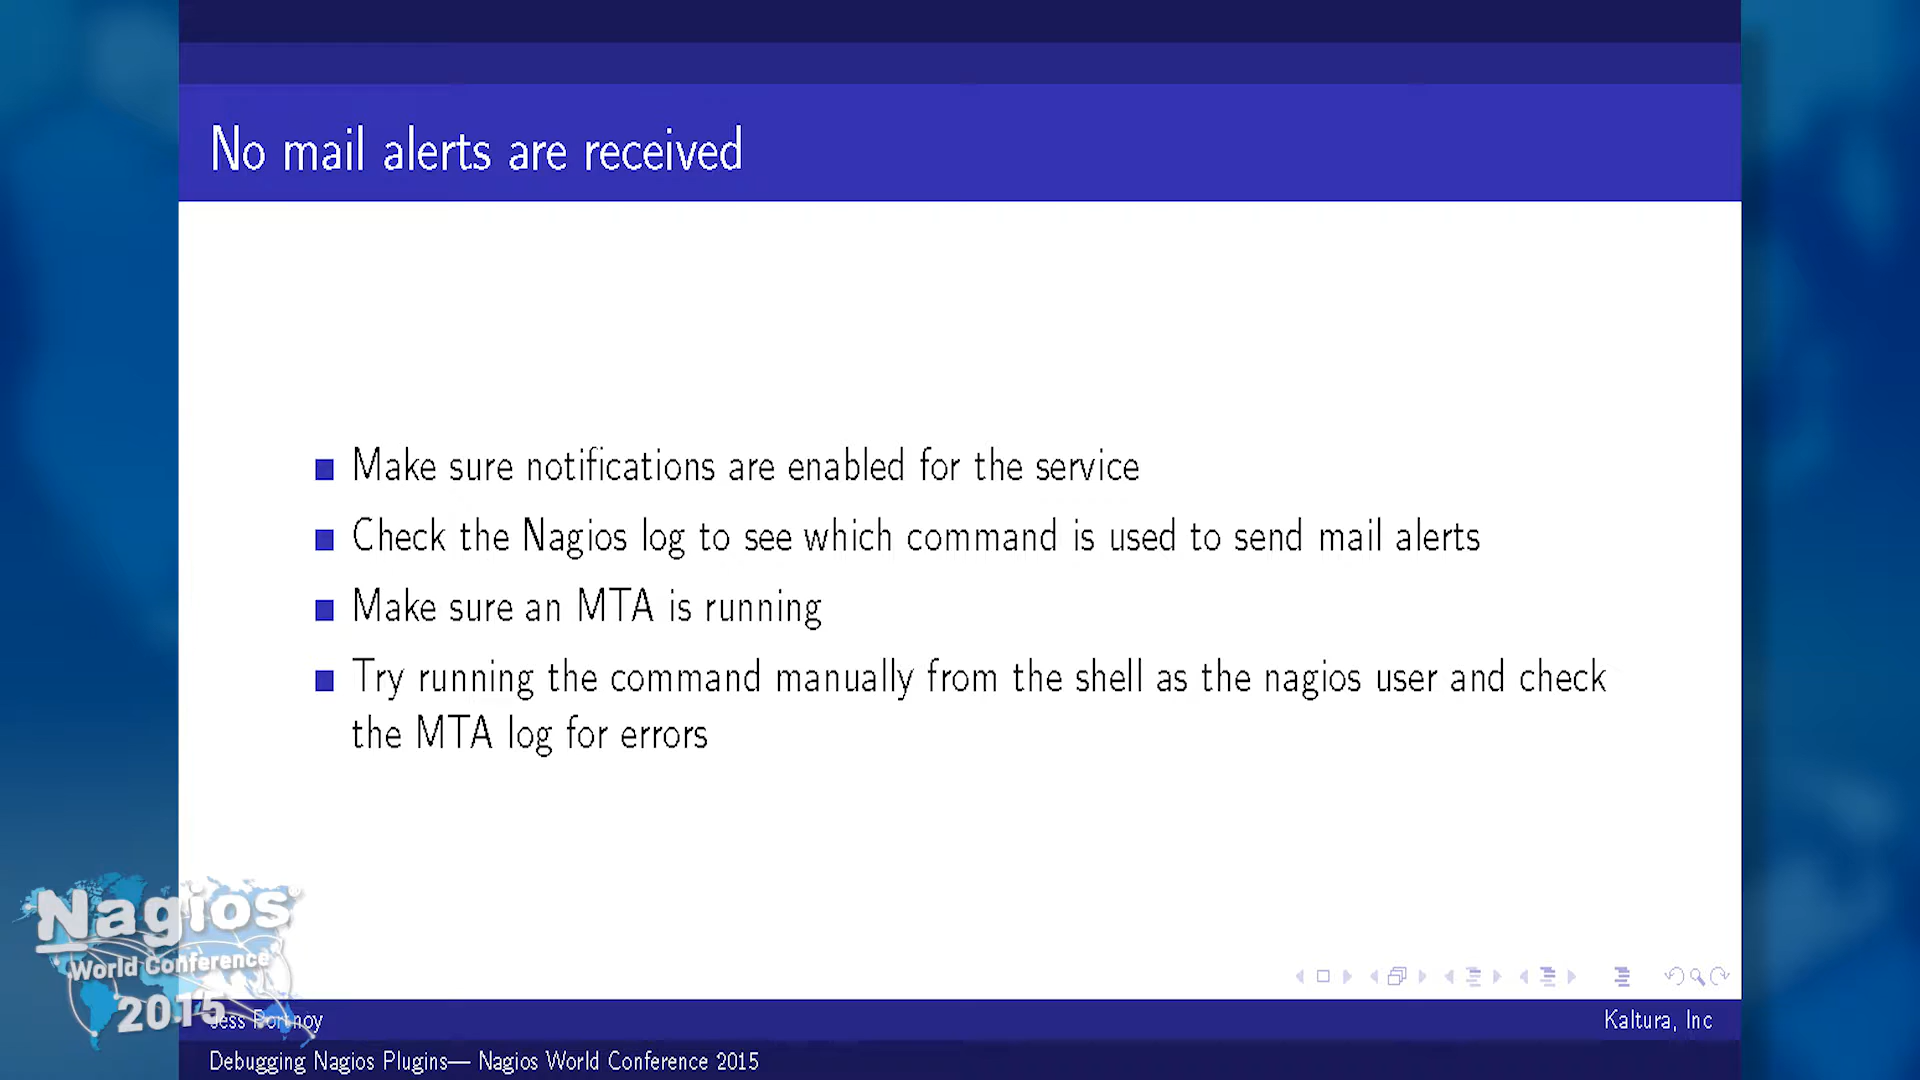 No mail alerts are received
Make sure notifications are enabled for the service
Check the Nagios log to see which command is used to send mail alerts
Make sure an MTA is running
Try running the command manually from the shell as the nagios user and check
the MTA log for errors
Nagios®
World Conference
2015
Jess Portnoy
Kaltura, Inc
Debugging Nagios Plugins— Nagios World Conference 2015